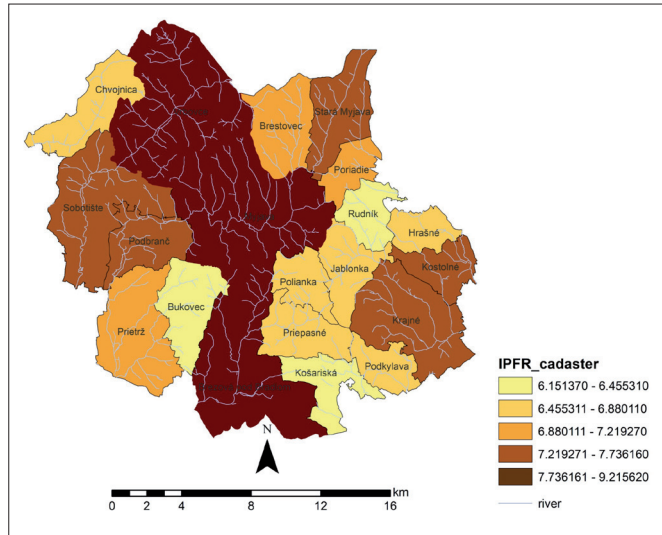 Chvojnica
Brestovec
Stará Myjava
Poriadie
Sobotište
Rudník
Podbranč
Hrašné
Jablonka
Kostolné
Polianka
Bukovec
Krajné
Prietrž
Priepasné
Košariská
Podkylava
N
km
0 2 4 8 12 16
IPFR_cadaster
6.151370 - 6.455310
6.455311 - 6.880110
6.880111 - 7.219270
7.219271 - 7.736160
7.736161 - 9.215620
river